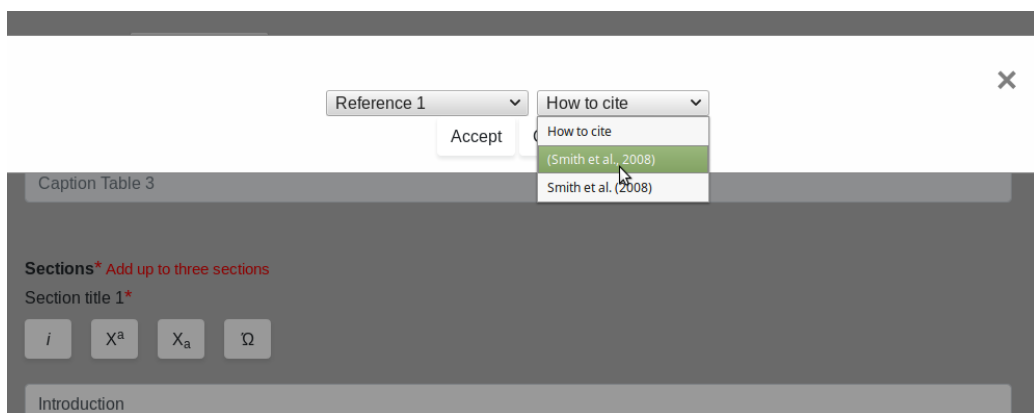 Reference 1
How to cite
Accept
How to cite
(Smith et al., 2008)
Smith et al. (2008)
Caption Table 3
Sections* Add up to three sections
Section title 1*
i
Xª
Xₐ
Ώ
Introduction